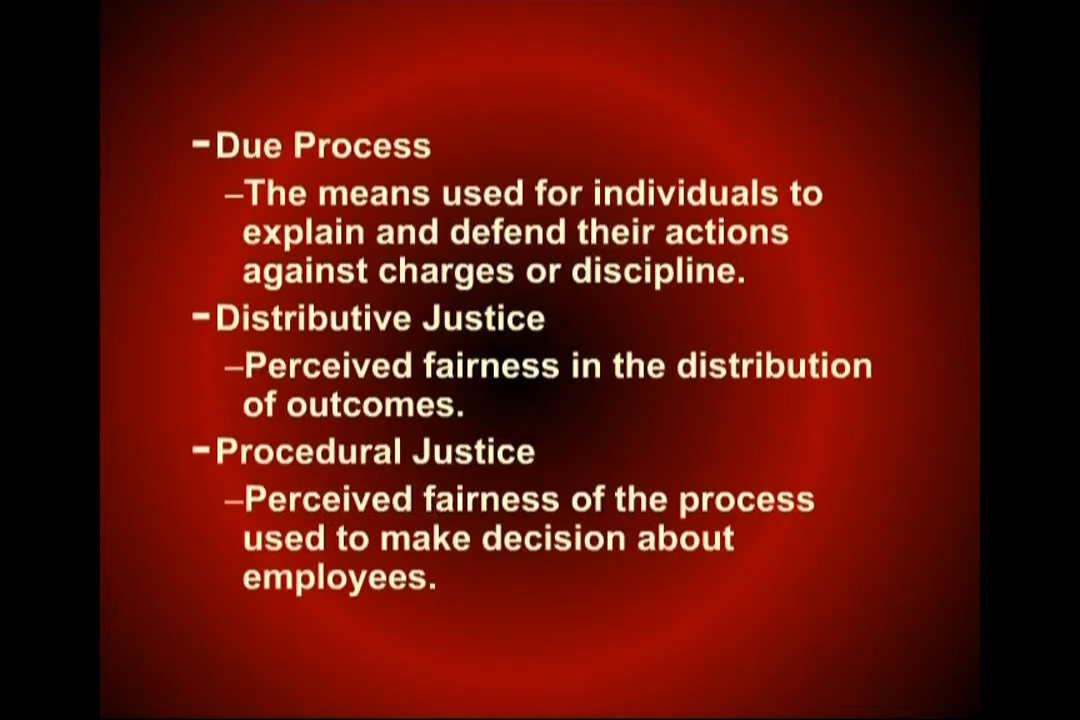 -Due Process
–The means used for individuals to
explain and defend their actions
against charges or discipline.
-Distributive Justice
–Perceived fairness in the distribution
of outcomes.
-Procedural Justice
–Perceived fairness of the process
used to make decision about
employees.